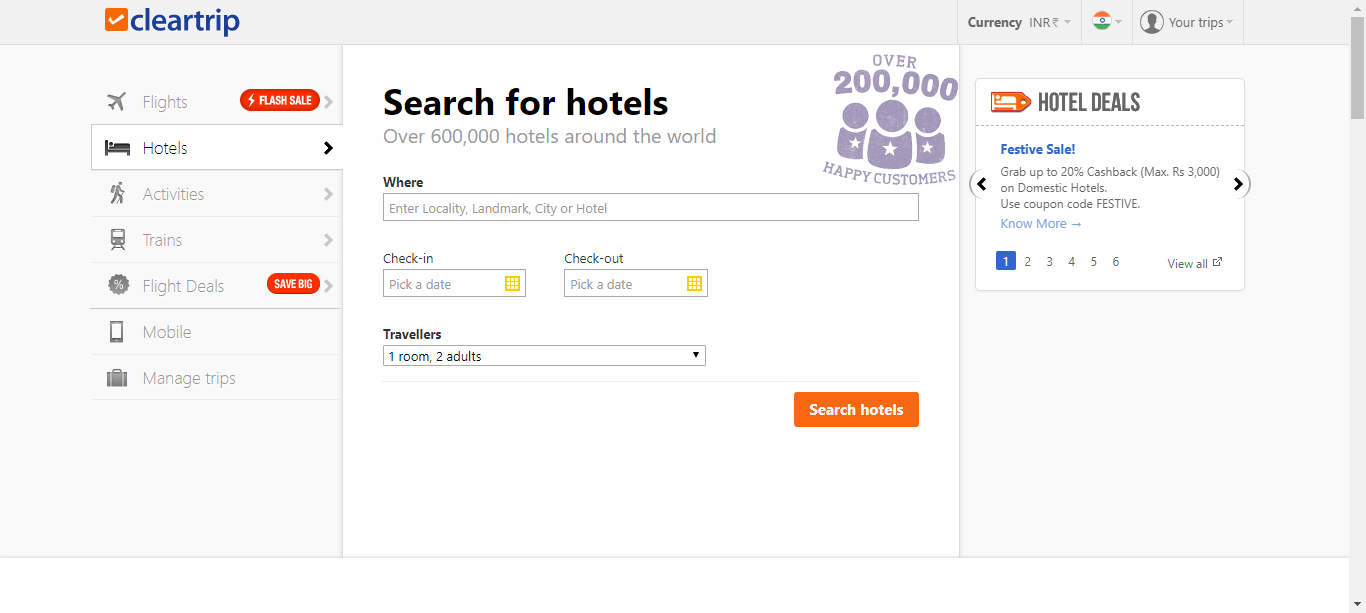 cleartrip
Currency INR₹
Your trips
Flights
FLASH SALE
Hotels
Activities
Trains
%
Flight Deals
SAVE BIG
Mobile
Manage trips
Search for hotels
Over 600,000 hotels around the world
OVER
200,000
HAPPY CUSTOMERS
Where
Enter Locality, Landmark, City or Hotel
Check-in
Check-out
Pick a date
Pick a date
Travellers
1 room, 2 adults
Search hotels
HOTEL DEALS
Festive Sale!
Grab up to 20% Cashback (Max. Rs 3,000)
on Domestic Hotels.
Use coupon code FESTIVE.
Know More →
1 2 3 4 5 6
View all